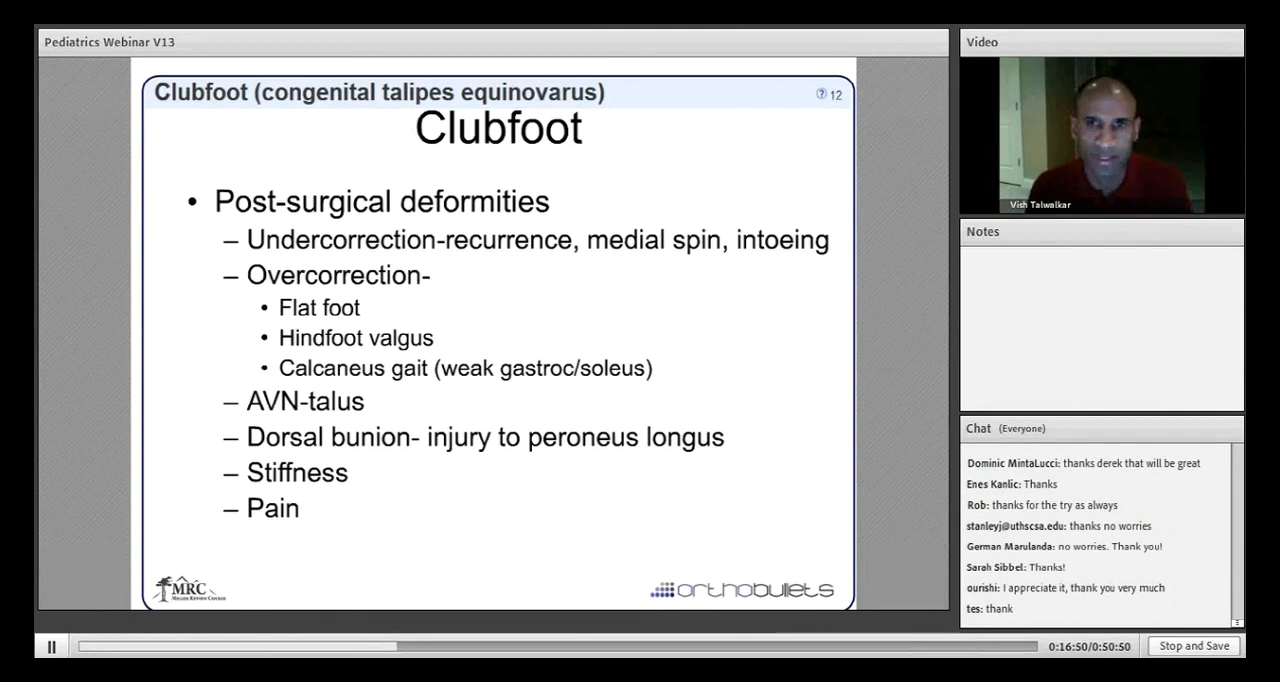 Pediatrics Webinar V13
Clubfoot (congenital talipes equinovarus)
? 12
Clubfoot
• Post-surgical deformities
– Undercorrection-recurrence, medial spin, intoeing
– Overcorrection-
• Flat foot
• Hindfoot valgus
• Calcaneus gait (weak gastroc/soleus)
– AVN-talus
– Dorsal bunion- injury to peroneus longus
– Stiffness
– Pain
MRC
MILLER REVIEW COURSE
orthobullets
Video
Vish Talwalkar
Notes
Chat (Everyone)
Dominic MintaLucci: thanks derek that will be great
Enes Kanlic: Thanks
Rob: thanks for the try as always
stanleyj@uthscsa.edu: thanks no worries
German Marulanda: no worries. Thank you!
Sarah Sibbel: Thanks!
ourishi: I appreciate it, thank you very much
tes: thank
0:16:50/0:50:50
Stop and Save